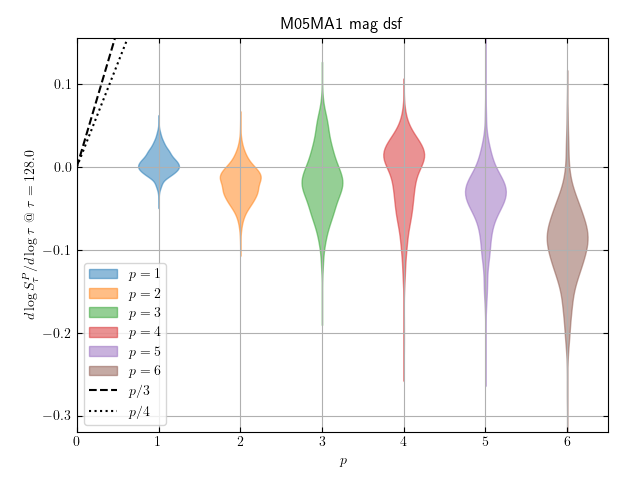 M05MA1 mag dsf
d log S_τ^P / d log τ @ τ = 128.0
0.1
0.0
−0.1
−0.2
−0.3
p = 1
p = 2
p = 3
p = 4
p = 5
p = 6
p/3
p/4
0 1 2 3 4 5 6
p